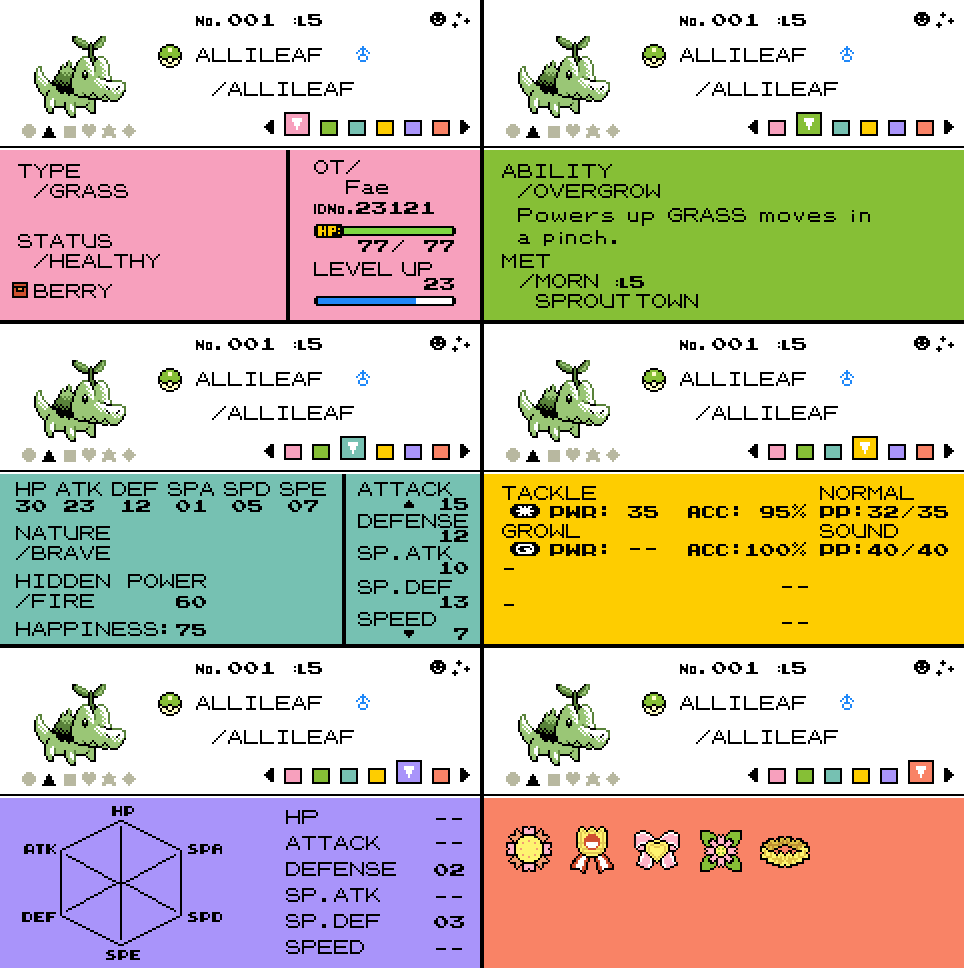 No.001 :L5
ALLILEAF
/ALLILEAF
TYPE
/GRASS
STATUS
/HEALTHY
BERRY
OT/
Fae
IDNo.23121
HP
77/ 77
LEVEL UP
23
No.001 :L5
ALLILEAF
/ALLILEAF
ABILITY
/OVERGROW
Powers up GRASS moves in
a pinch.
MET
/MORN :L5
SPROUT TOWN
No.001 :L5
ALLILEAF
/ALLILEAF
HP ATK DEF SPA SPD SPE
30 23 12 01 05 07
NATURE
/BRAVE
HIDDEN POWER
/FIRE 60
HAPPINESS: 75
ATTACK
15
DEFENSE
12
SP.ATK
10
SP.DEF
13
SPEED
7
No.001 :L5
ALLILEAF
/ALLILEAF
TACKLE NORMAL
PWR: 35 ACC: 95% PP:32/35
GROWL SOUND
PWR: -- ACC:100% PP:40/40
-
--
-
--
No.001 :L5
ALLILEAF
/ALLILEAF
HP
ATK SPA
DEF SPD
SPE
HP --
ATTACK --
DEFENSE 02
SP.ATK --
SP.DEF 03
SPEED --
No.001 :L5
ALLILEAF
/ALLILEAF